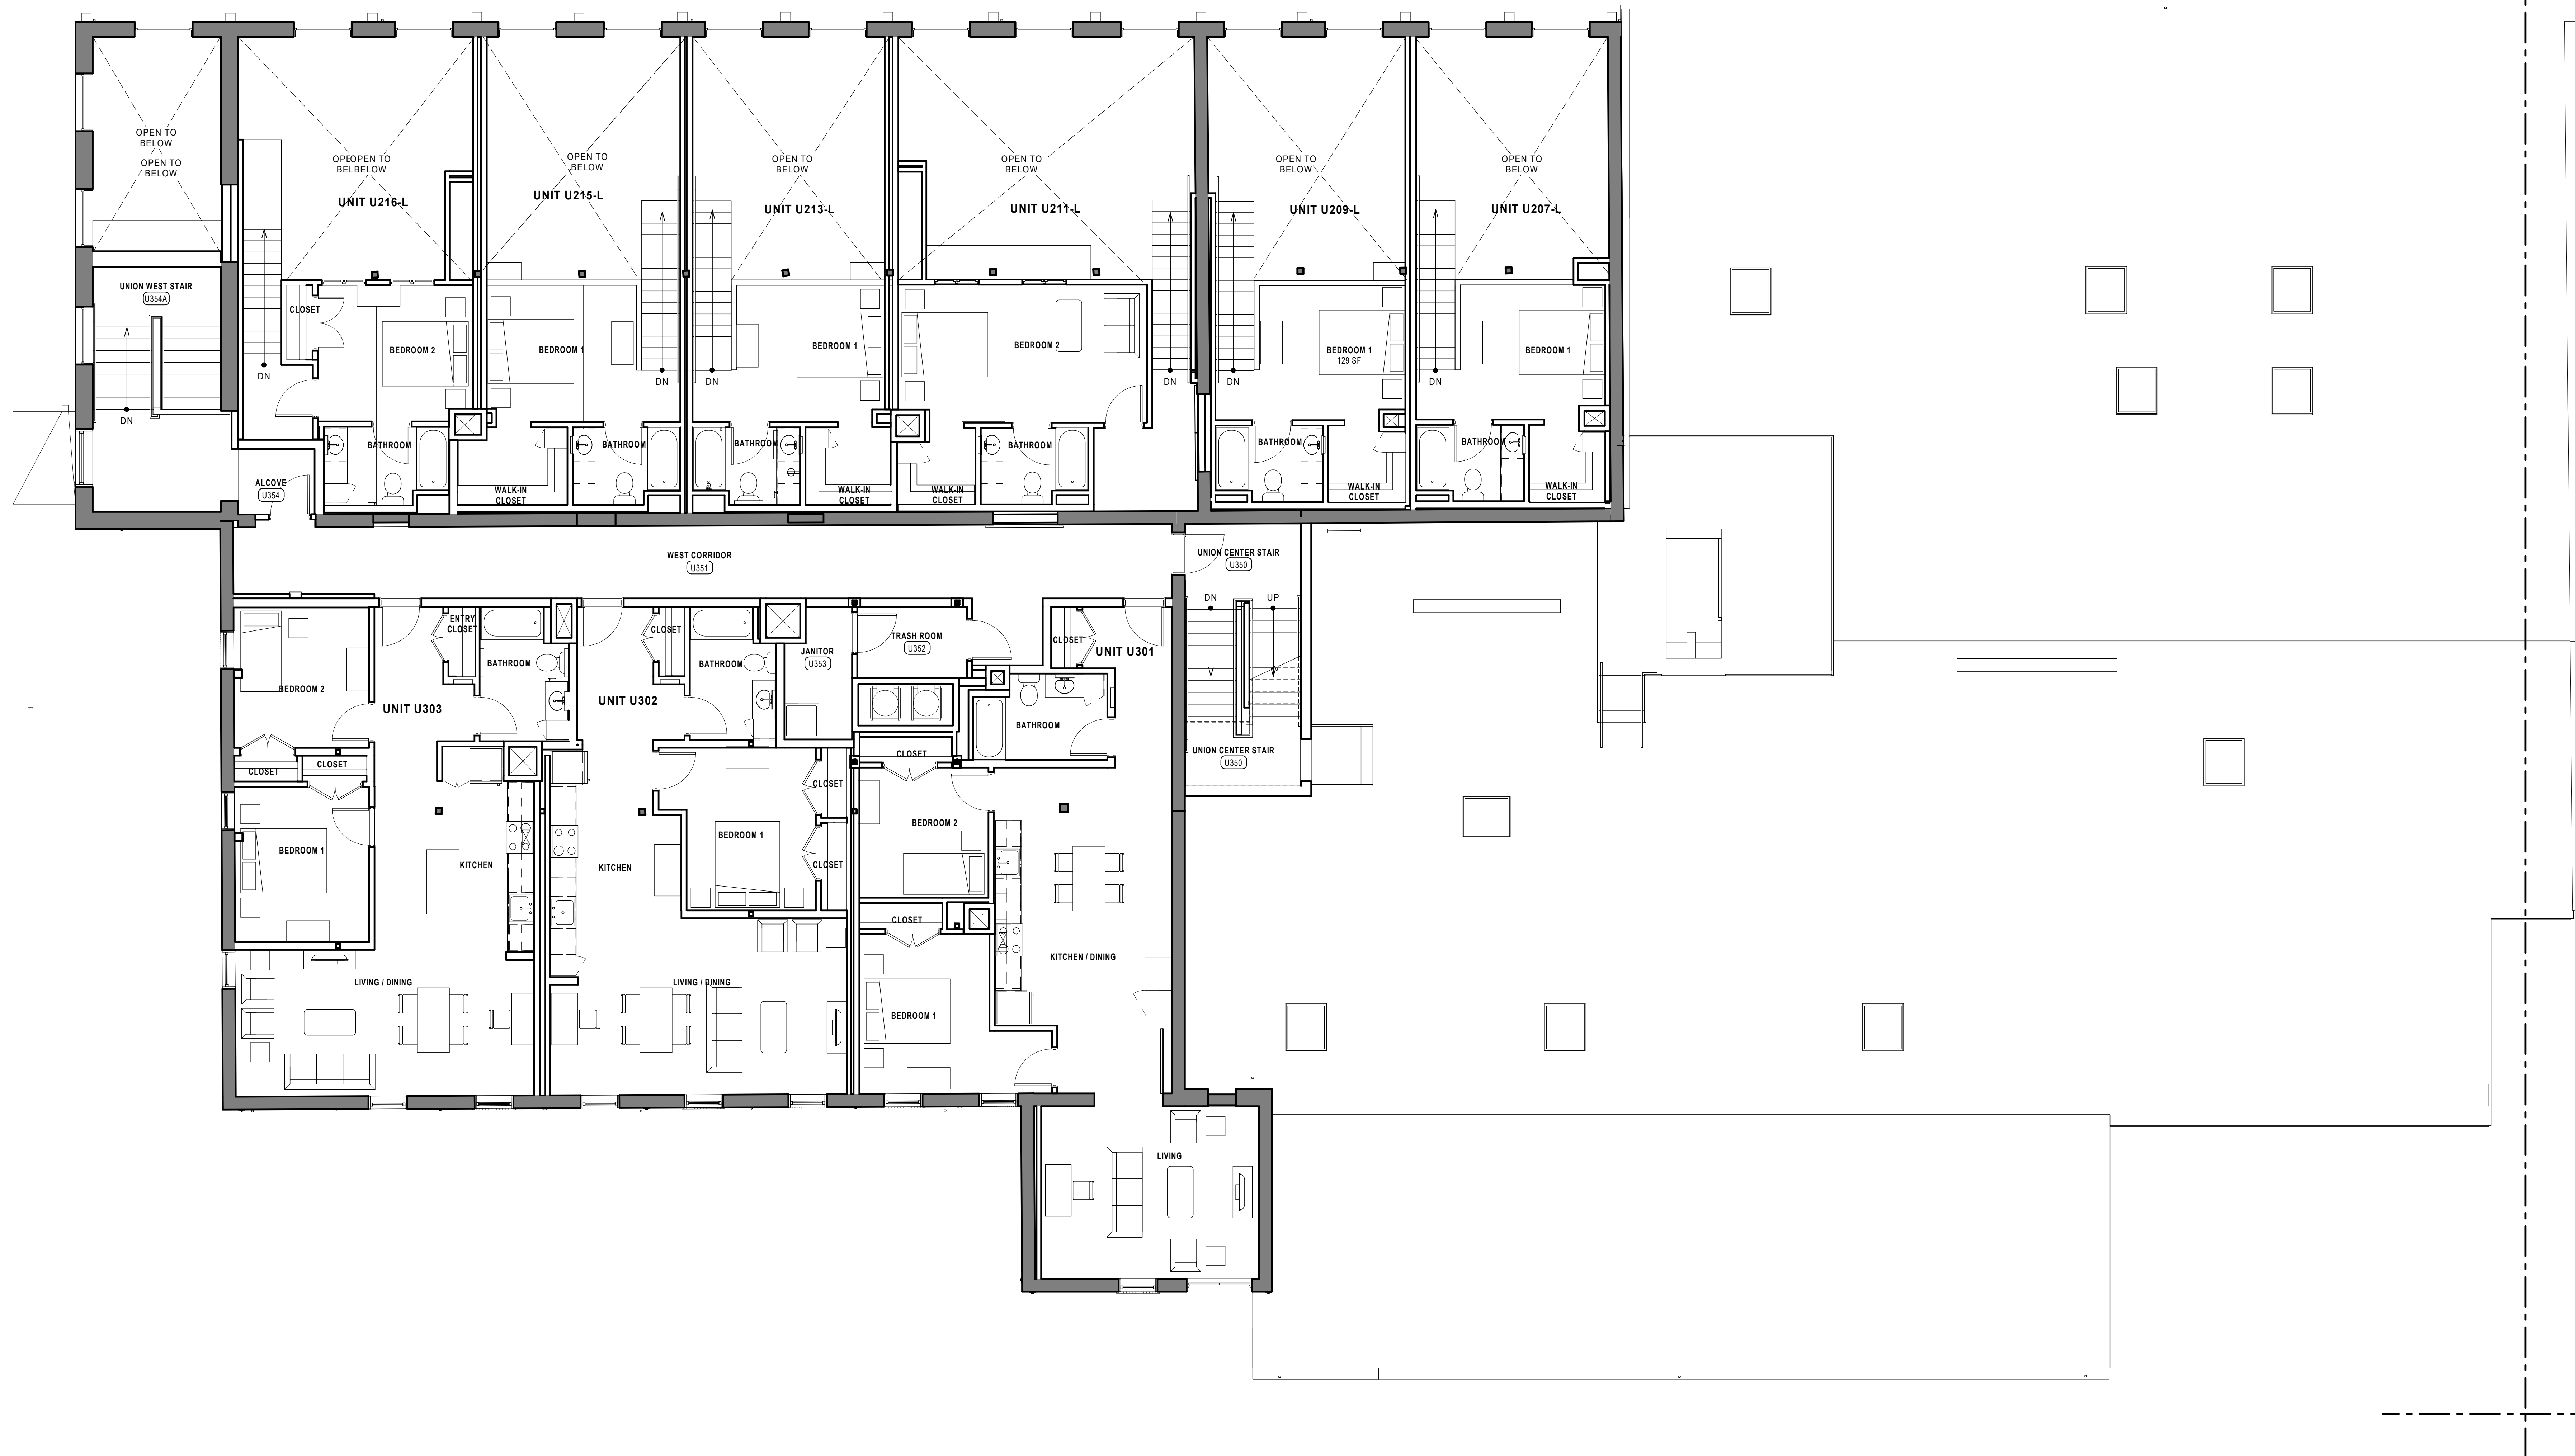 OPEN TO
BELOW
OPEN TO
BELOW
OPEOPEN TO
BELBELOW
UNIT U216-L
OPEN TO
BELOW
UNIT U215-L
OPEN TO
BELOW
UNIT U213-L
OPEN TO
BELOW
UNIT U211-L
OPEN TO
BELOW
UNIT U209-L
OPEN TO
BELOW
UNIT U207-L
UNION WEST STAIR
U354A
DN
CLOSET
DN
BEDROOM 2
BEDROOM 1
DN
DN
BEDROOM 1
BEDROOM 2
DN
DN
BEDROOM 1
129 SF
DN
BEDROOM 1
BATHROOM
BATHROOM
BATHROOM
BATHROOM
BATHROOM
BATHROOM
ALCOVE
U354
WALK-IN
CLOSET
WALK-IN
CLOSET
WALK-IN
CLOSET
WALK-IN
CLOSET
WALK-IN
CLOSET
WEST CORRIDOR
U351
UNION CENTER STAIR
U350
DN
UP
ENTRY
CLOSET
CLOSET
TRASH ROOM
U352
CLOSET
JANITOR
U353
UNIT U301
BATHROOM
BATHROOM
BEDROOM 2
UNIT U303
UNIT U302
BATHROOM
UNION CENTER STAIR
U350
CLOSET
CLOSET
CLOSET
CLOSET
BEDROOM 2
BEDROOM 1
BEDROOM 1
KITCHEN
KITCHEN
CLOSET
CLOSET
KITCHEN / DINING
LIVING / DINING
LIVING / DINING
BEDROOM 1
LIVING